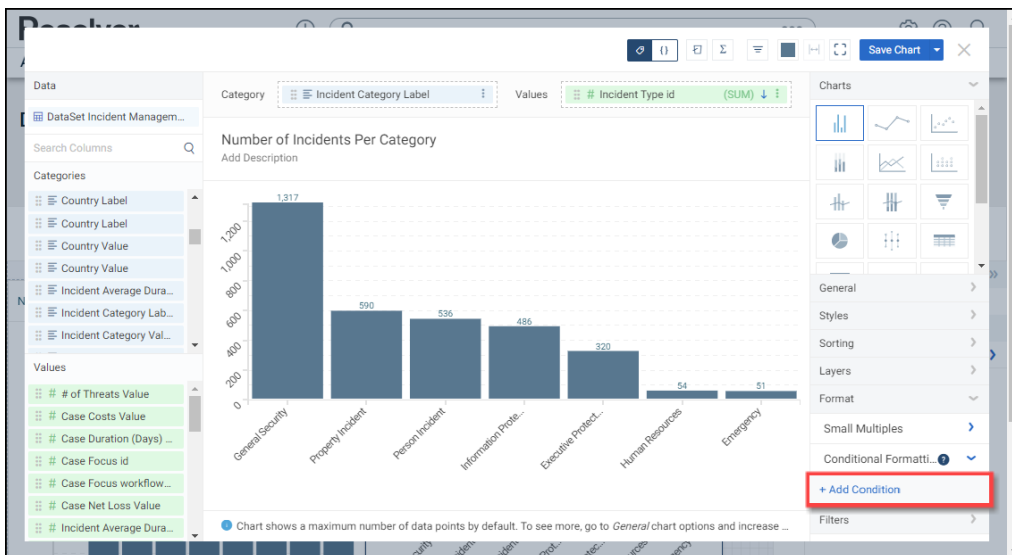 Save Chart
Data
Category
Incident Category Label
Values
# Incident Type id
(SUM)
Charts
DataSet Incident Managem...
Search Columns
Number of Incidents Per Category
Add Description
Categories
Country Label
Country Label
Country Value
Country Value
Incident Average Dura...
Incident Category Lab...
Incident Category Val...
Values
# # of Threats Value
# Case Costs Value
# Case Duration (Days) ...
# Case Focus id
# Case Focus workflow...
# Case Net Loss Value
# Incident Average Dura...
1,317
590
536
486
320
54
51
1,200
1,000
800
600
400
200
0
General Security
Property Incident
Person Incident
Information Prote...
Executive Protect...
Human Resources
Emergency
Chart shows a maximum number of data points by default. To see more, go to General chart options and increase ...
General
Styles
Sorting
Layers
Format
Small Multiples
Conditional Formatti...
+ Add Condition
Filters